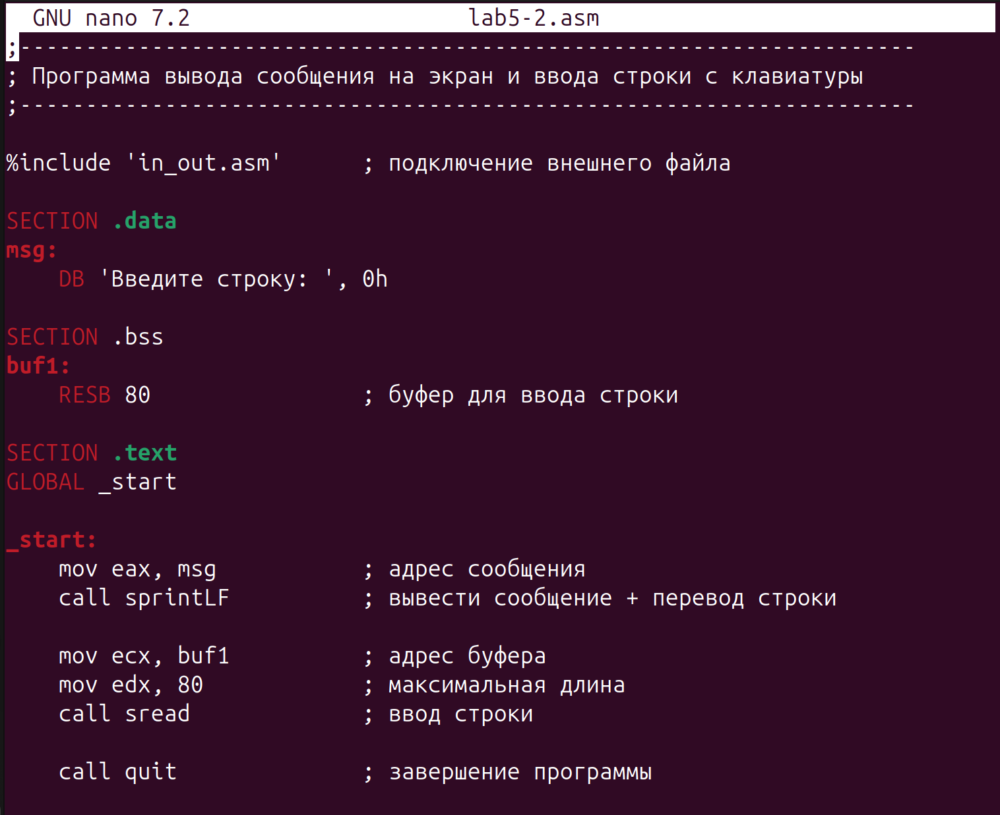 GNU nano 7.2 lab5-2.asm
;--------------------------------------------------------------------
; Программа вывода сообщения на экран и ввода строки с клавиатуры
;--------------------------------------------------------------------
%include 'in_out.asm' ; подключение внешнего файла
SECTION .data
msg:
DB 'Введите строку: ', 0h
SECTION .bss
buf1:
RESB 80 ; буфер для ввода строки
SECTION .text
GLOBAL _start
_start:
mov eax, msg ; адрес сообщения
call sprintLF ; вывести сообщение + перевод строки
mov ecx, buf1 ; адрес буфера
mov edx, 80 ; максимальная длина
call sread ; ввод строки
call quit ; завершение программы